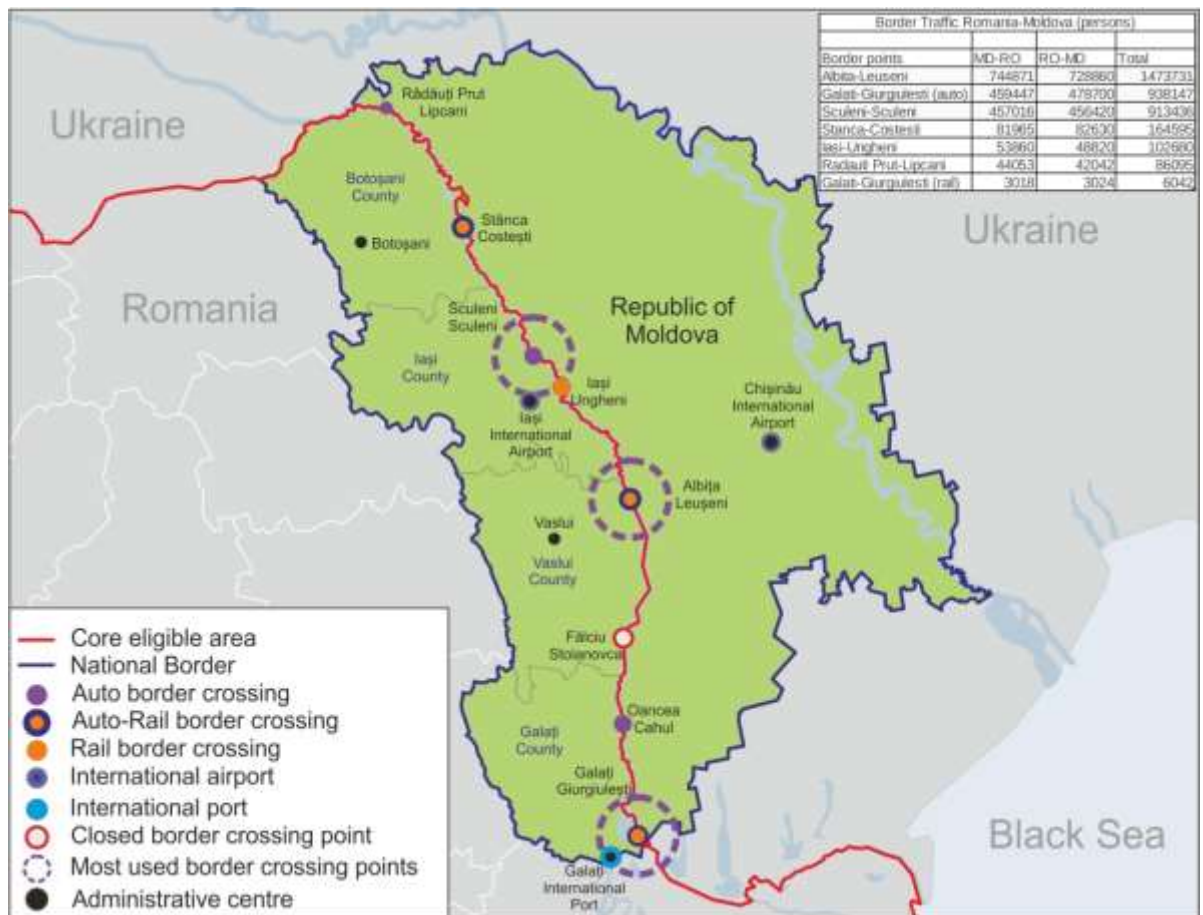 Border Traffic Romania-Moldova (persons)
Border points MD-RO RO-MD Total
Albita-Leuseni 744871 728860 1473731
Galati-Giurgiulesti (auto) 459447 478700 938147
Sculeni-Sculeni 457016 456420 913436
Stanca-Costesti 81965 82630 164595
Iasi-Ungheni 53860 48820 102680
Radauti Prut-Lipcani 44053 42042 86095
Galati-Giurgiulesti (rail) 3018 3024 6042
Ukraine
Rădăuți Prut
Lipcani
Botoșani
County
Botoșani
Stânca
Costești
Ukraine
Romania
Republic of
Moldova
Sculeni
Sculeni
Iași
County
Iași
Ungheni
Iași
International
Airport
Chișinău
International
Airport
Albița
Leușeni
Vaslui
Vaslui
County
Fălciu
Stoianovca
Oancea
Cahul
Galați
County
Galați
Giurgiulești
Galați
International
Port
Black Sea
Core eligible area
National Border
Auto border crossing
Auto-Rail border crossing
Rail border crossing
International airport
International port
Closed border crossing point
Most used border crossing points
Administrative centre